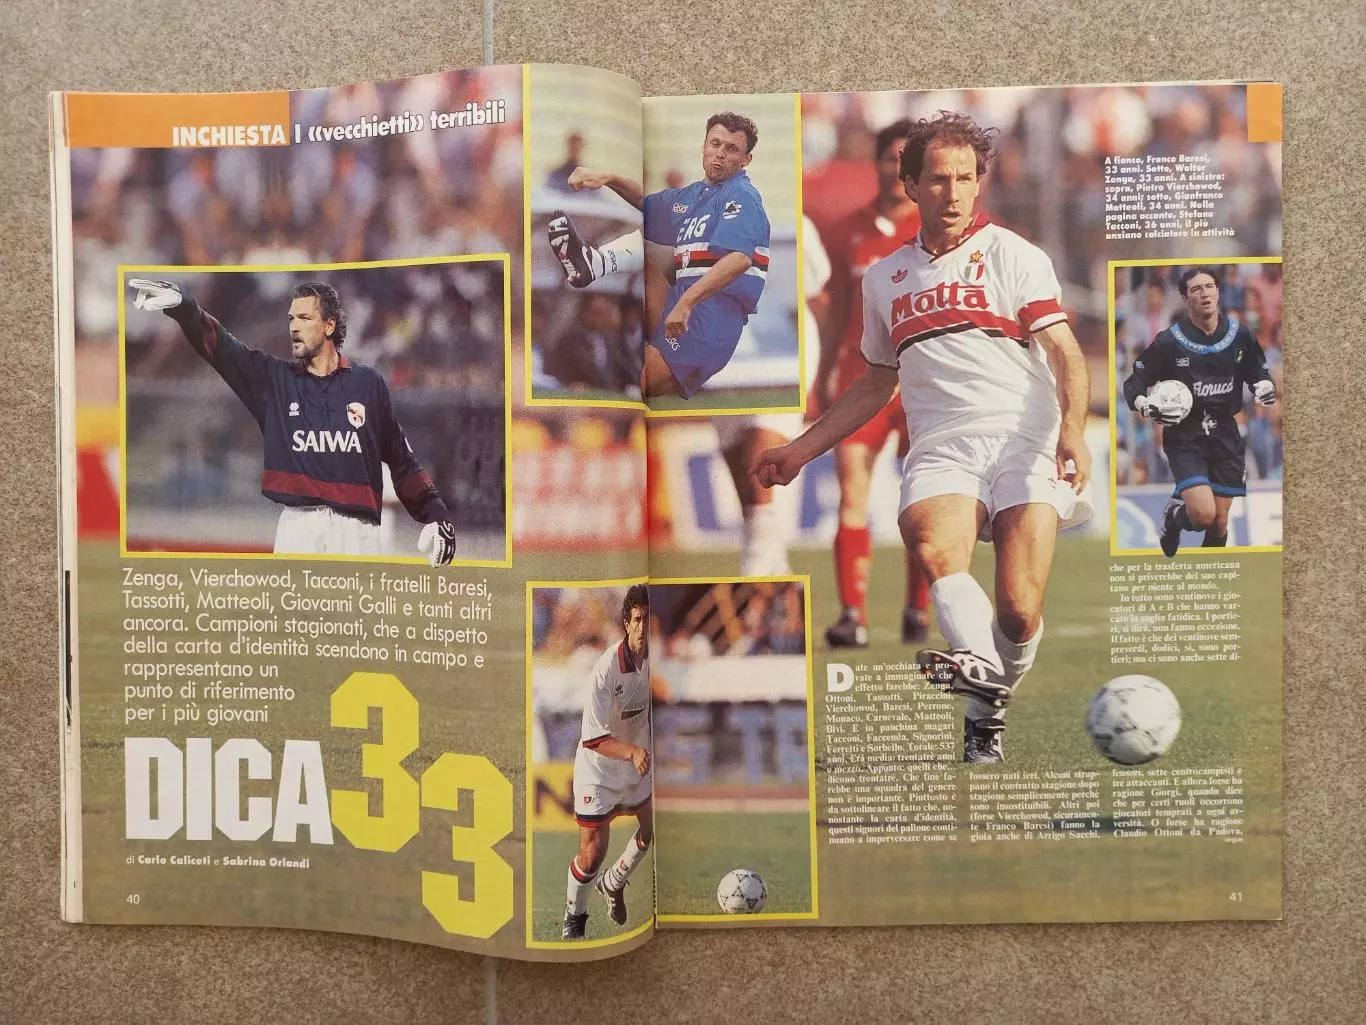 INCHIESTA I «vecchietti» terribili
Zenga, Vierchowod, Tacconi, i fratelli Baresi,
Tassotti, Matteoli, Giovanni Galli e tanti altri
ancora. Campioni stagionati, che a dispetto
della carta d'identità scendono in campo e
rappresentano un
punto di riferimento
per i più giovani
DICA 33
di Carlo Caliceti e Sabrina Orlandi
40
SAIWA
ERG
asics
Motta
Fiorucci
A fianco, Franco Baresi,
33 anni. Sotto, Walter
Zenga, 33 anni. A sinistra:
sopra, Pietro Vierchowod,
34 anni; sotto, Gianfranco
Matteoli, 34 anni. Nella
pagina accanto, Stefano
Tacconi, 36 anni, il più
anziano calciatore in attività
Date un'occhiata e pro-
vate a immaginare che
effetto farebbe: Zenga,
Ottoni, Tassotti, Piraccini,
Vierchowod, Baresi, Perrone,
Monaco, Carnevale, Matteoli,
Bivi. E in panchina magari
Tacconi, Faccenda, Signorini,
Ferretti e Sorbello. Totale: 537
anni. Età media: trentatré anni
e mezzo. Appunto: quelli che...
dicono trentatré. Che fine fa-
rebbe una squadra del genere
non è importante. Piuttosto è
da sottolineare il fatto che, no-
nostante la carta d'identità,
questi signori del pallone conti-
nuano a imperversare come se
fossero nati ieri. Alcuni strap-
pano il contratto stagione dopo
stagione semplicemente perché
sono insostituibili. Altri poi
(forse Vierchowod, sicuramen-
te Franco Baresi) fanno la
gioia anche di Arrigo Sacchi,
che per la trasferta americana
non si priverebbe del suo capi-
tano per niente al mondo.
In tutto sono ventinove i gio-
catori di A e B che hanno var-
cato la soglia fatidica. I portie-
ri, si dirà, non fanno eccezione.
Il fatto è che dei ventinove sem-
preverdi, dodici, sì, sono por-
tieri; ma ci sono anche sette di-
fensori, sette centrocampisti e
tre attaccanti. E allora forse ha
ragione Giorgi, quando dice
che per certi ruoli occorrono
giocatori temprati a ogni av-
versità. O forse ha ragione
Claudio Ottoni da Padova,
segue
41